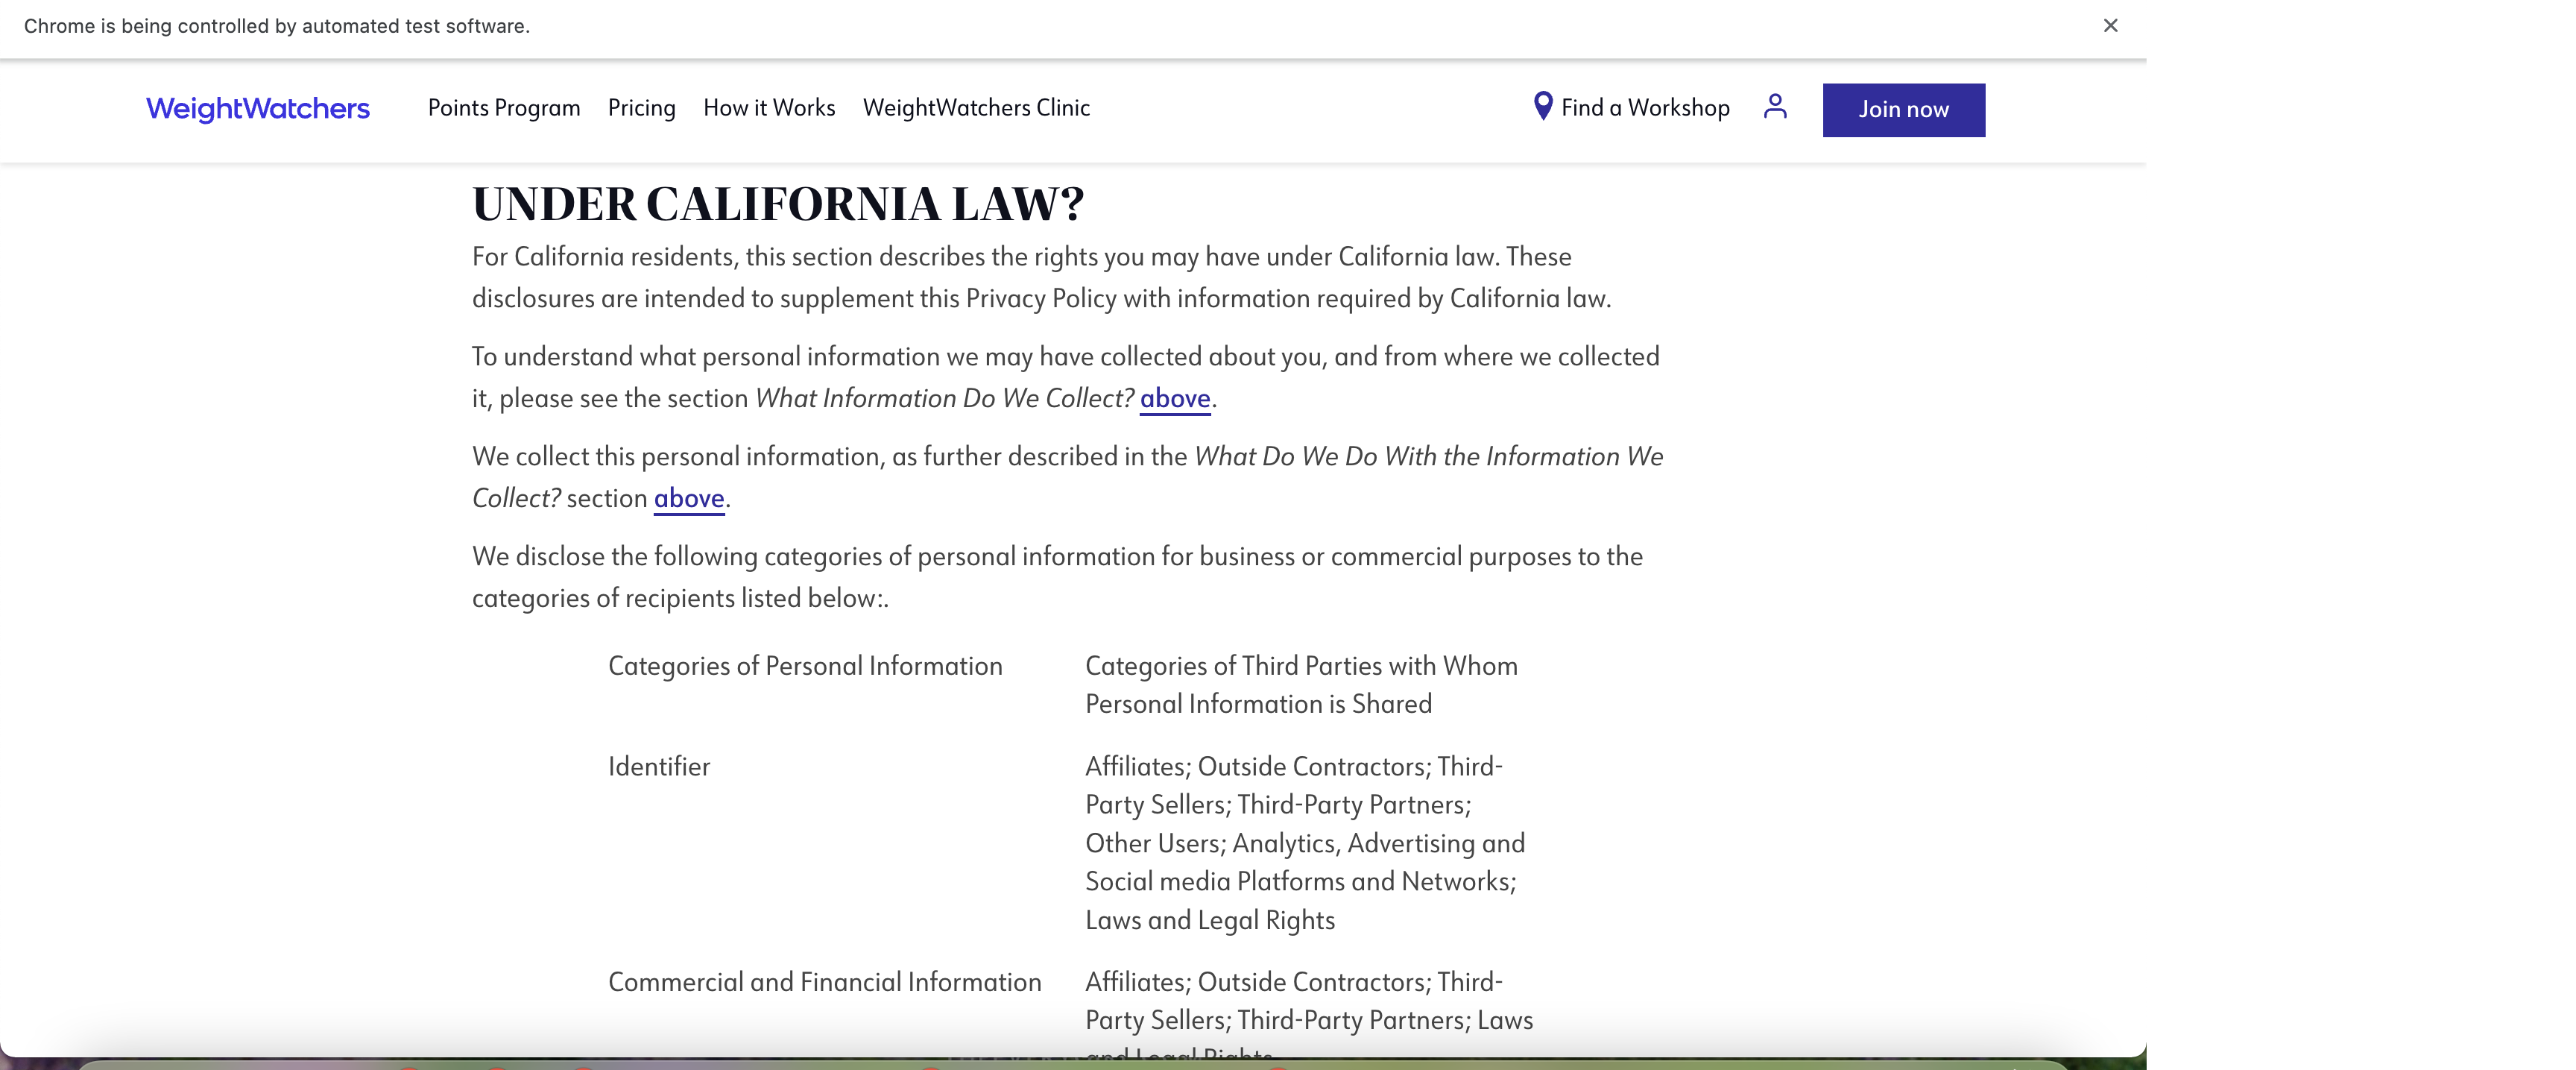 Chrome is being controlled by automated test software.
WeightWatchers Points Program Pricing How it Works WeightWatchers Clinic Find a Workshop Join now
UNDER CALIFORNIA LAW?
For California residents, this section describes the rights you may have under California law. These
disclosures are intended to supplement this Privacy Policy with information required by California law.
To understand what personal information we may have collected about you, and from where we collected
it, please see the section What Information Do We Collect? above.
We collect this personal information, as further described in the What Do We Do With the Information We
Collect? section above.
We disclose the following categories of personal information for business or commercial purposes to the
categories of recipients listed below:.
Categories of Personal Information
Categories of Third Parties with Whom
Personal Information is Shared
Identifier
Affiliates; Outside Contractors; Third-
Party Sellers; Third-Party Partners;
Other Users; Analytics, Advertising and
Social media Platforms and Networks;
Laws and Legal Rights
Commercial and Financial Information
Affiliates; Outside Contractors; Third-
Party Sellers; Third-Party Partners; Laws
and Legal Rights